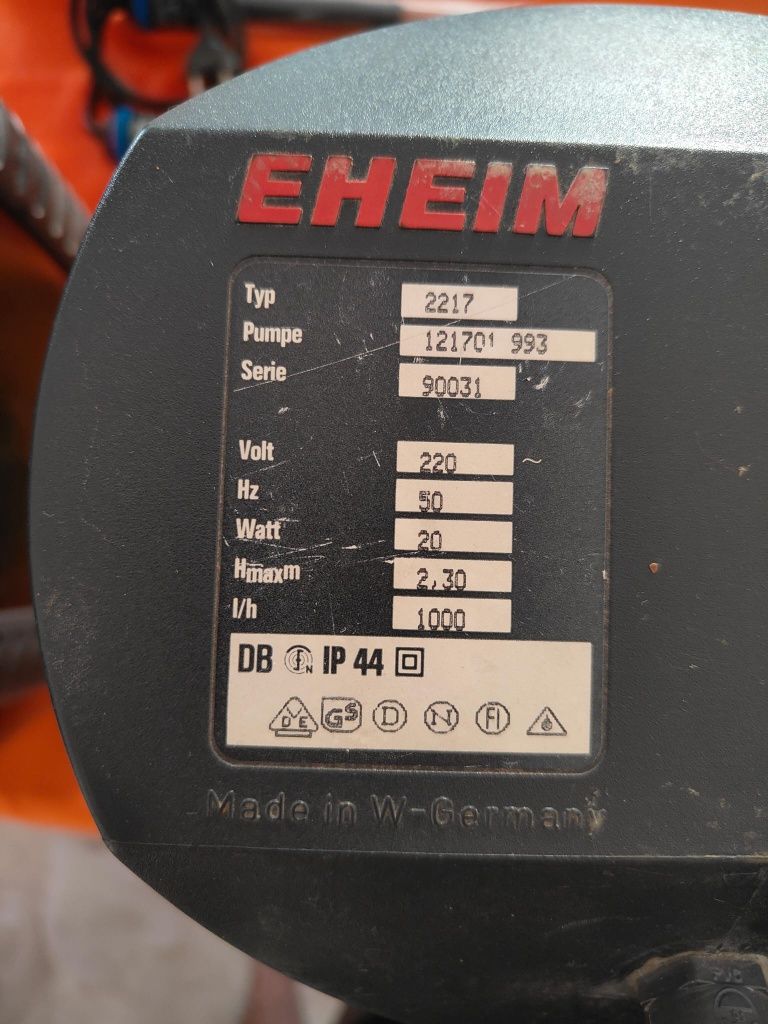 EHEIM
Typ 2217
Pumpe 121701 993
Serie 90031
Volt 220 ~
Hz 50
Watt 20
Hmaxm 2,30
l/h 1000
DB N IP 44
VDE GS D N FI
Made in W-Germany